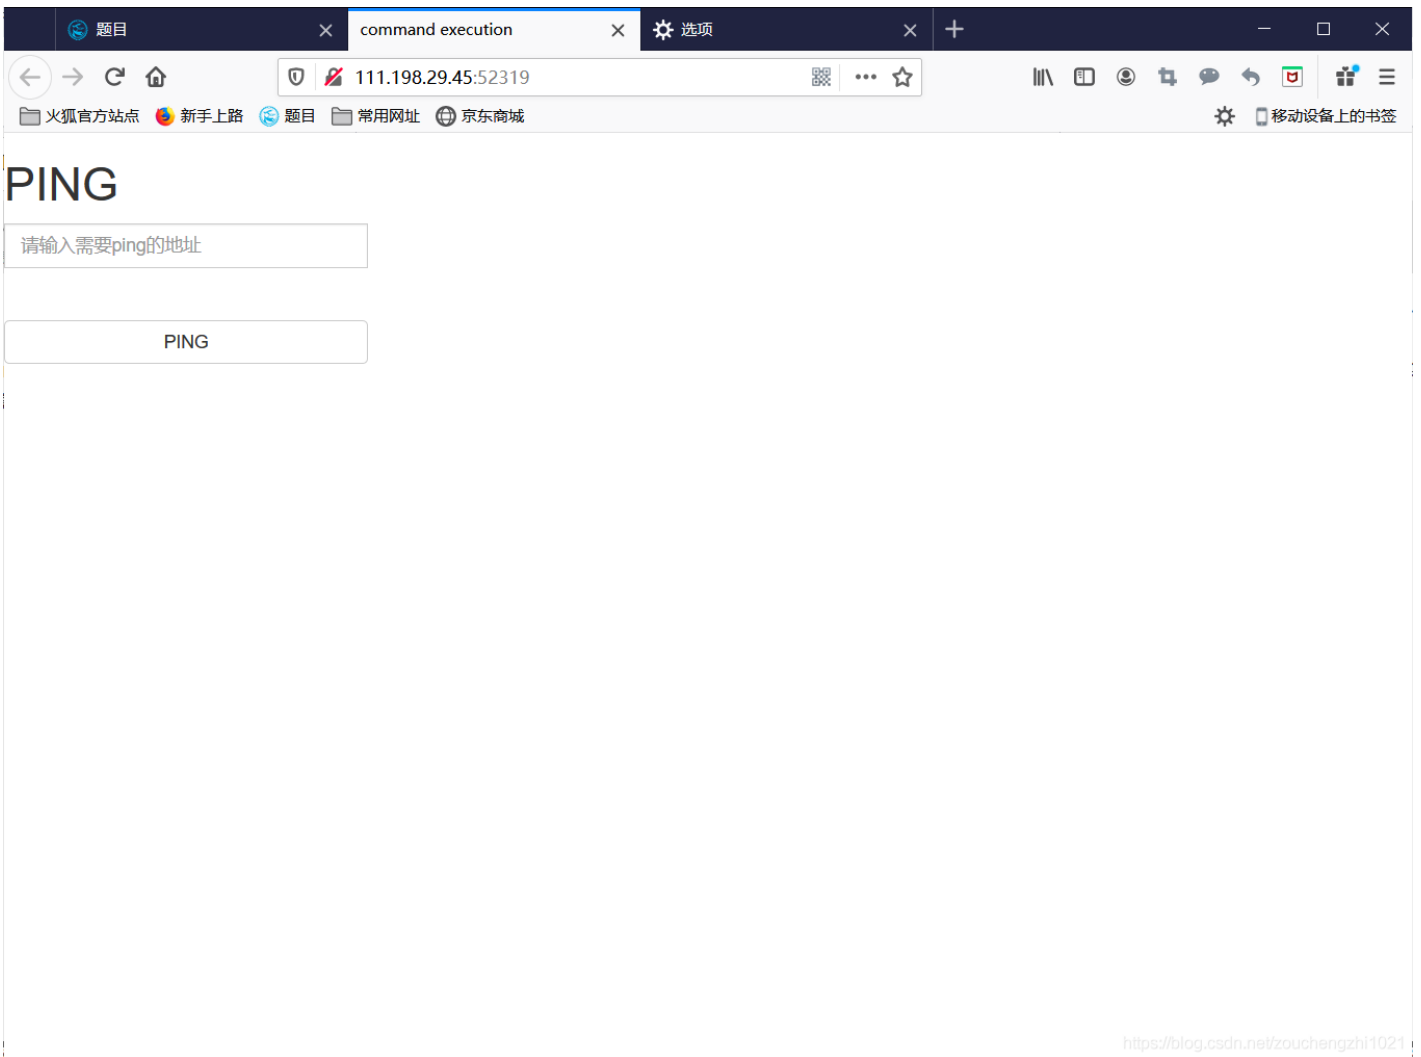 题目
command execution
选项
111.198.29.45:52319
火狐官方站点
新手上路
题目
常用网址
京东商城
移动设备上的书签
PING
请输入需要ping的地址
PING
https://blog.csdn.net/zouchengzhi1021